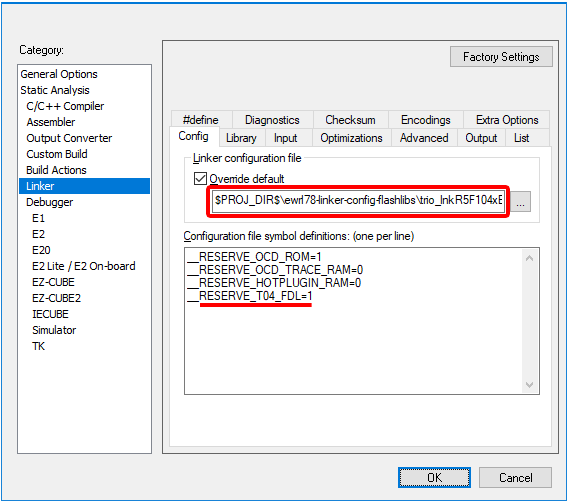 Category:
General Options
Static Analysis
C/C++ Compiler
Assembler
Output Converter
Custom Build
Build Actions
Linker
Debugger
E1
E2
E20
E2 Lite / E2 On-board
EZ-CUBE
EZ-CUBE2
IECUBE
Simulator
TK
Factory Settings
#define Diagnostics Checksum Encodings Extra Options
Config Library Input Optimizations Advanced Output List
Linker configuration file
Override default
$PROJ_DIR$\ewrl78-linker-config-flashlibs\trio_lnkR5F104xE
...
Configuration file symbol definitions: (one per line)
__RESERVE_OCD_ROM=1
__RESERVE_OCD_TRACE_RAM=0
__RESERVE_HOTPLUGIN_RAM=0
__RESERVE_T04_FDL=1
OK Cancel